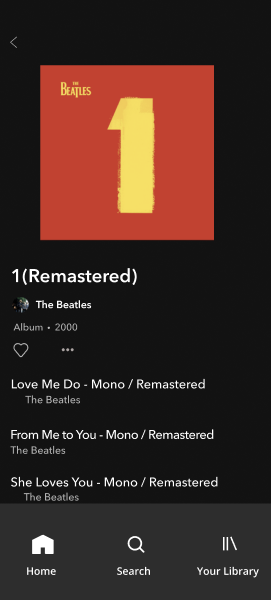 THE
BEATLES
1
1(Remastered)
The Beatles
Album • 2000
Love Me Do - Mono / Remastered
The Beatles
From Me to You - Mono / Remastered
The Beatles
She Loves You - Mono / Remastered
The Beatles
Home Search Your Library